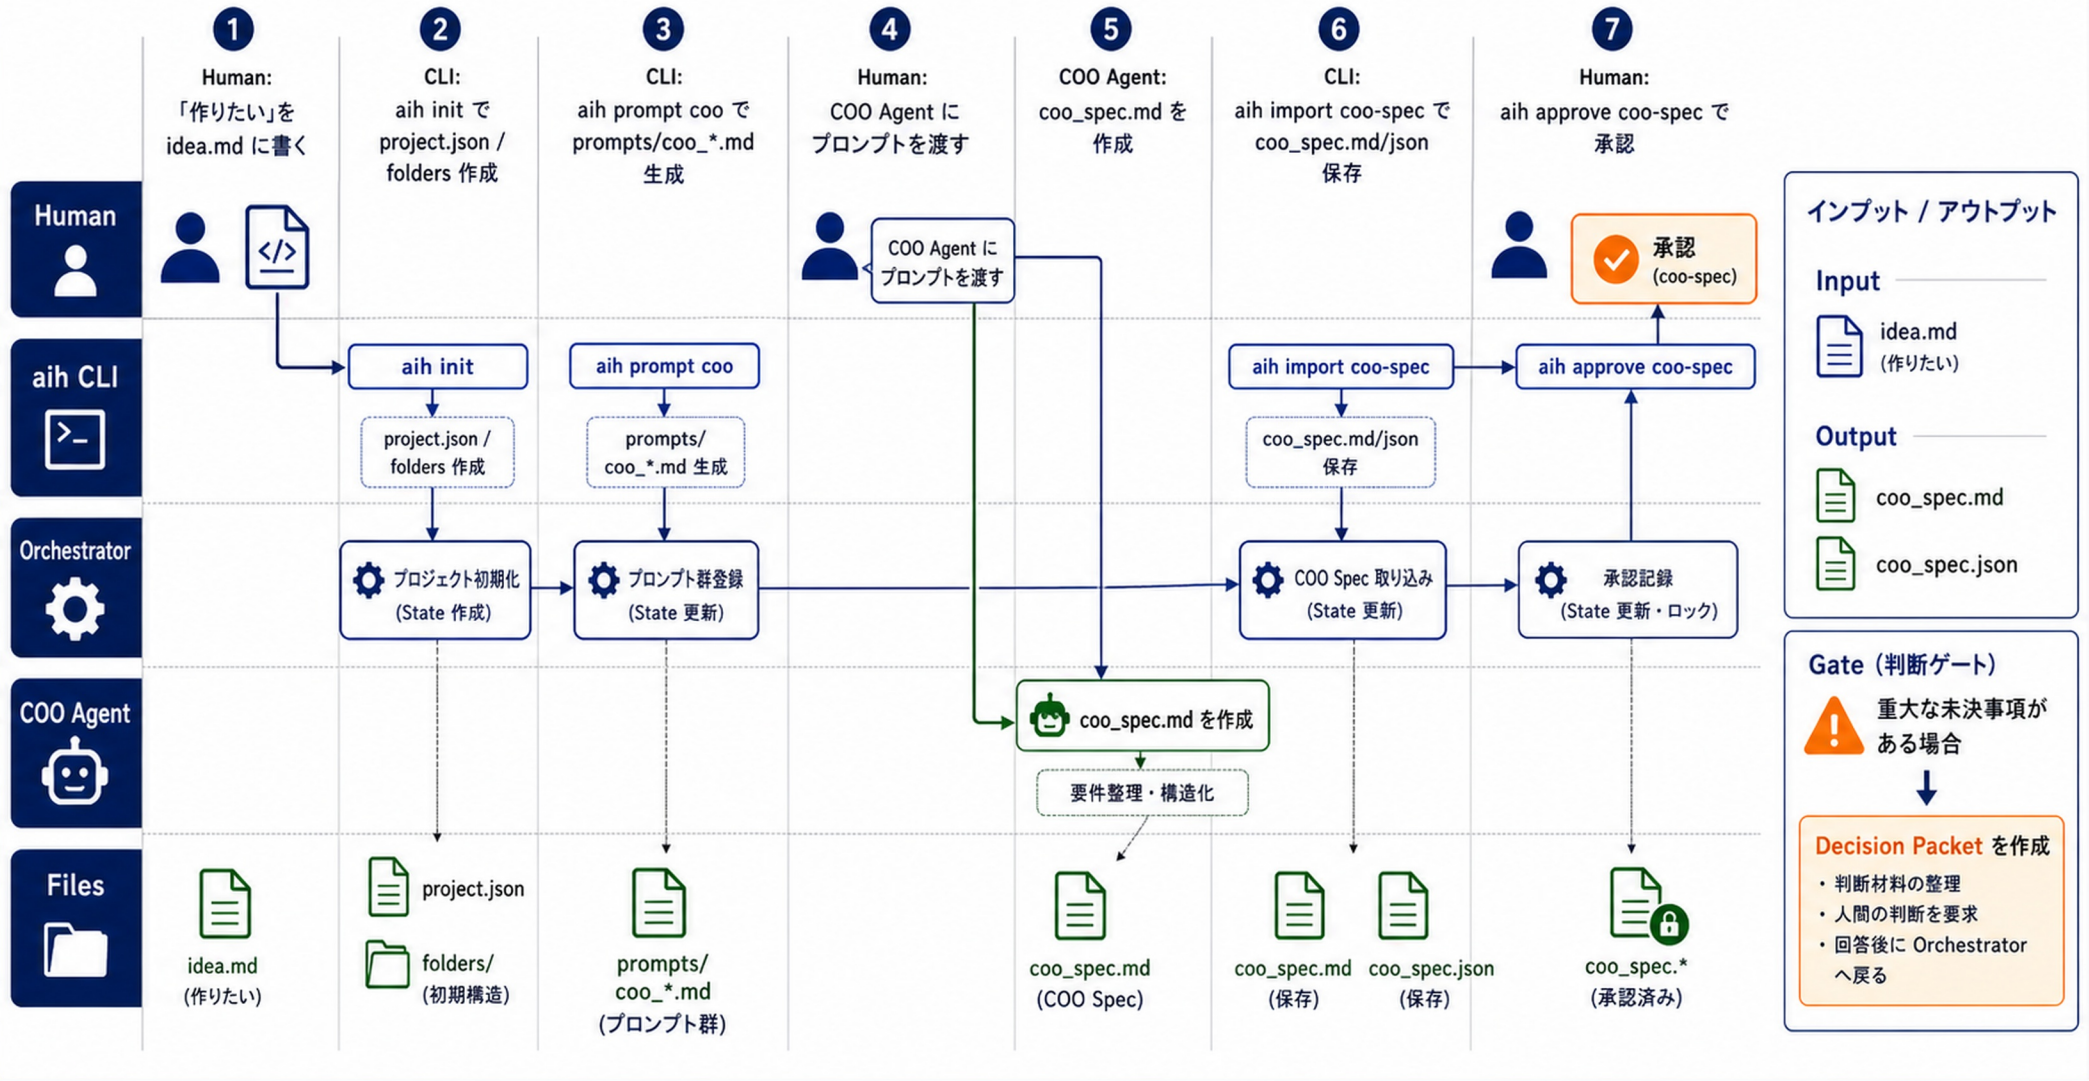 1
Human:
「作りたい」を
idea.md に書く
2
CLI:
aih init で
project.json /
folders 作成
3
CLI:
aih prompt coo で
prompts/coo_*.md
生成
4
Human:
COO Agent に
プロンプトを渡す
5
COO Agent:
coo_spec.md を
作成
6
CLI:
aih import coo-spec で
coo_spec.md/json
保存
7
Human:
aih approve coo-spec で
承認
Human
</>
COO Agent に
プロンプトを渡す
承認
(coo-spec)
aih CLI
>_
aih init
aih prompt coo
aih import coo-spec
aih approve coo-spec
project.json /
folders 作成
prompts/
coo_*.md 生成
coo_spec.md/json
保存
Orchestrator
プロジェクト初期化
(State 作成)
プロンプト群登録
(State 更新)
COO Spec 取り込み
(State 更新)
承認記録
(State 更新・ロック)
COO Agent
coo_spec.md を作成
要件整理・構造化
Files
idea.md
(作りたい)
project.json
folders/
(初期構造)
prompts/
coo_*.md
(プロンプト群)
coo_spec.md
(COO Spec)
coo_spec.md
(保存)
coo_spec.json
(保存)
coo_spec.*
(承認済み)
インプット / アウトプット
Input
idea.md
(作りたい)
Output
coo_spec.md
coo_spec.json
Gate（判断ゲート）
重大な未決事項が
ある場合
Decision Packet を作成
・判断材料の整理
・人間の判断を要求
・回答後に Orchestrator
へ戻る